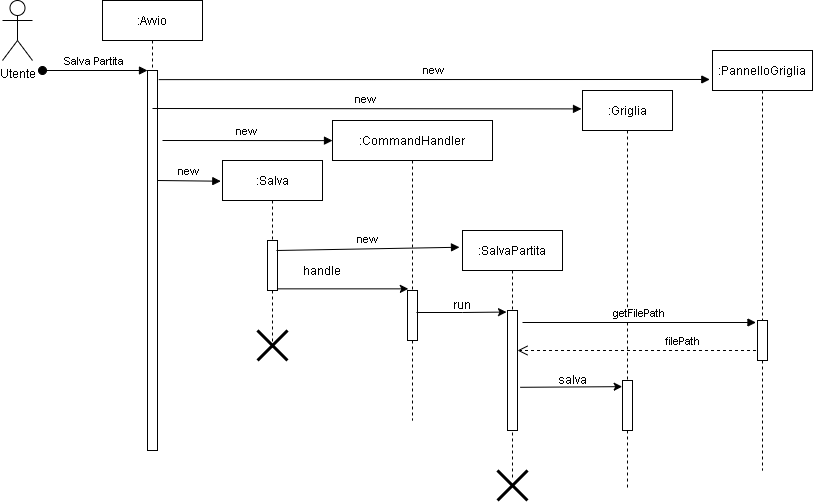 :Avvio
Salva Partita
Utente
new
:PannelloGriglia
new
:Griglia
new
:CommandHandler
new
:Salva
new
:SalvaPartita
handle
run
getFilePath
filePath
salva